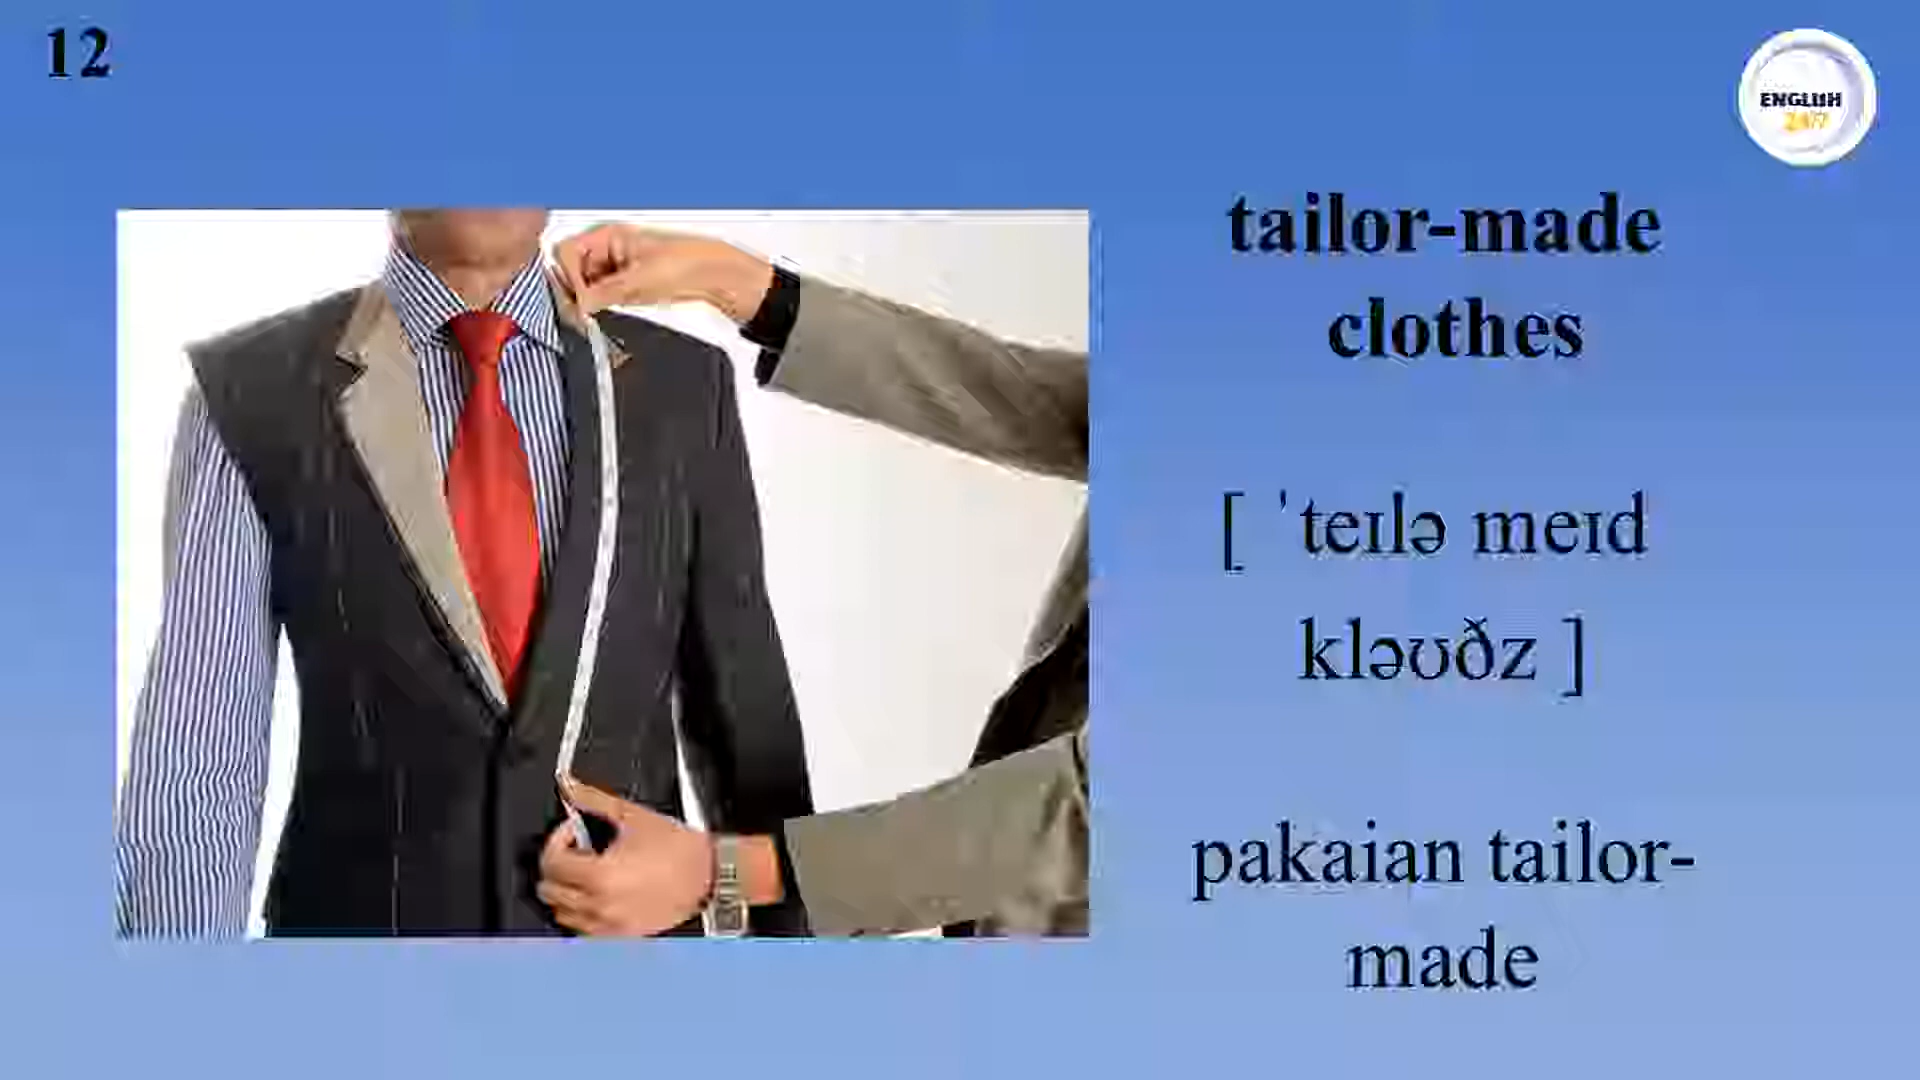 12
ENGLISH
24/7
tailor-made
clothes
[ ˈteɪlə meɪd
kləʊðz ]
pakaian tailor-
made